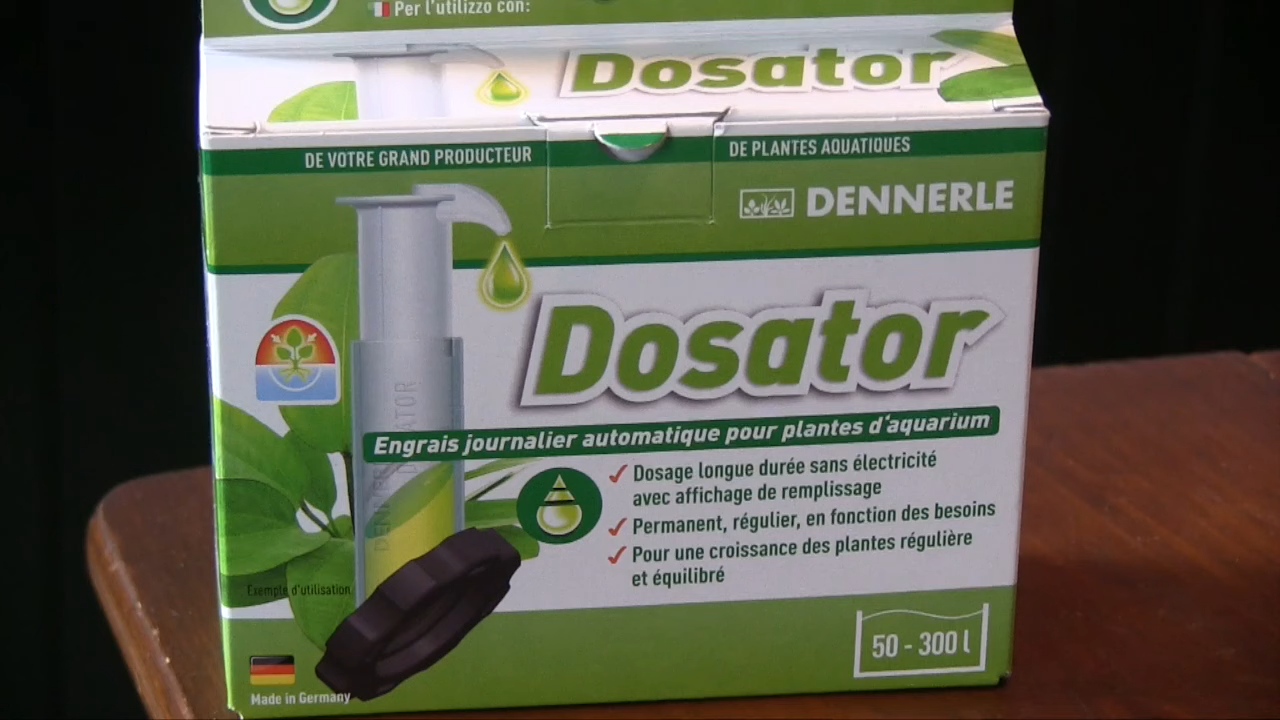 Per l'utilizzo con:
Dosator
DE VOTRE GRAND PRODUCTEUR DE PLANTES AQUATIQUES
DENNERLE
Dosator
Engrais journalier automatique pour plantes d'aquarium
Dosage longue durée sans électricité
avec affichage de remplissage
Permanent, régulier, en fonction des besoins
Pour une croissance des plantes régulière
et équilibré
Exemple d'utilisation
50 - 300 l
Made in Germany